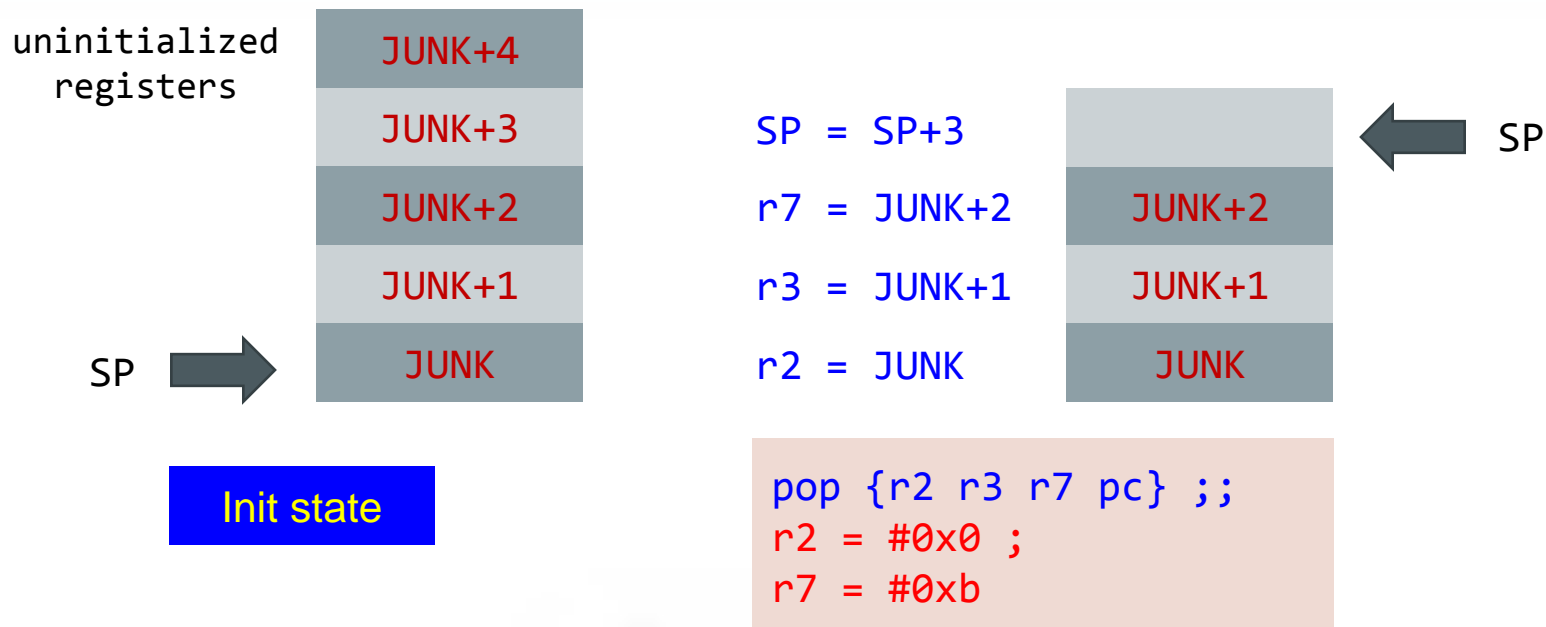 uninitialized
registers
JUNK+4
JUNK+3
JUNK+2
JUNK+1
JUNK
SP
Init state
SP = SP+3
SP
r7 = JUNK+2
JUNK+2
r3 = JUNK+1
JUNK+1
r2 = JUNK
JUNK
pop {r2 r3 r7 pc} ;;
r2 = #0x0 ;
r7 = #0xb